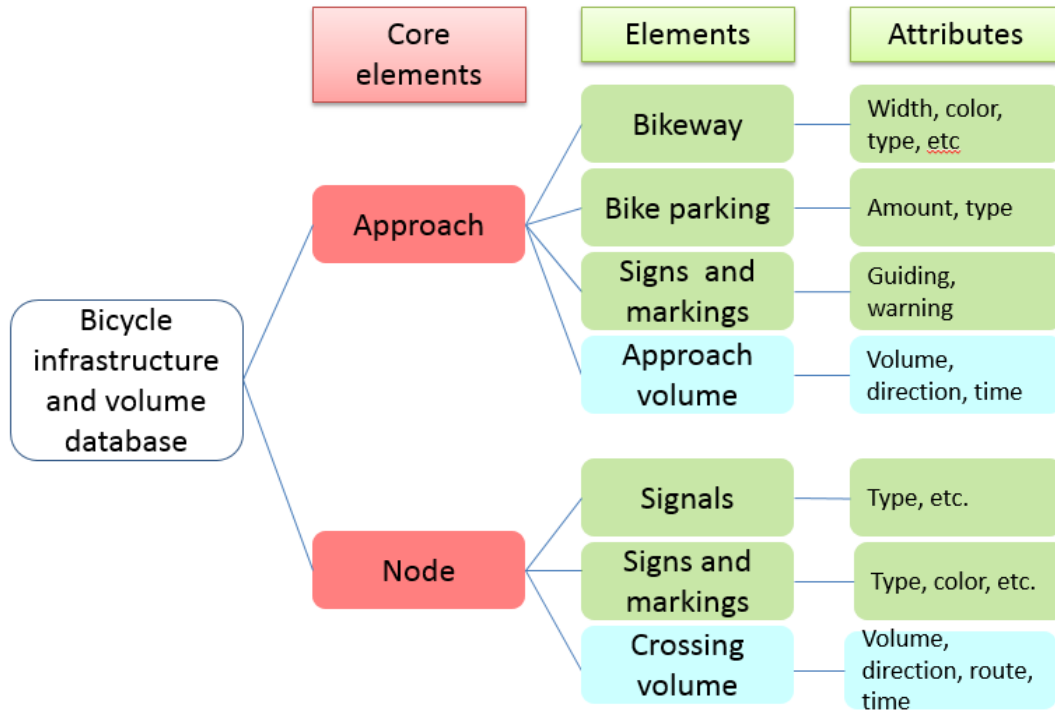 Core
elements
Elements
Attributes
Bicycle
infrastructure
and volume
database
Approach
Bikeway
Width, color,
type, etc
Bike parking
Amount, type
Signs and
markings
Guiding,
warning
Approach
volume
Volume,
direction, time
Node
Signals
Type, etc.
Signs and
markings
Type, color, etc.
Crossing
volume
Volume,
direction, route,
time